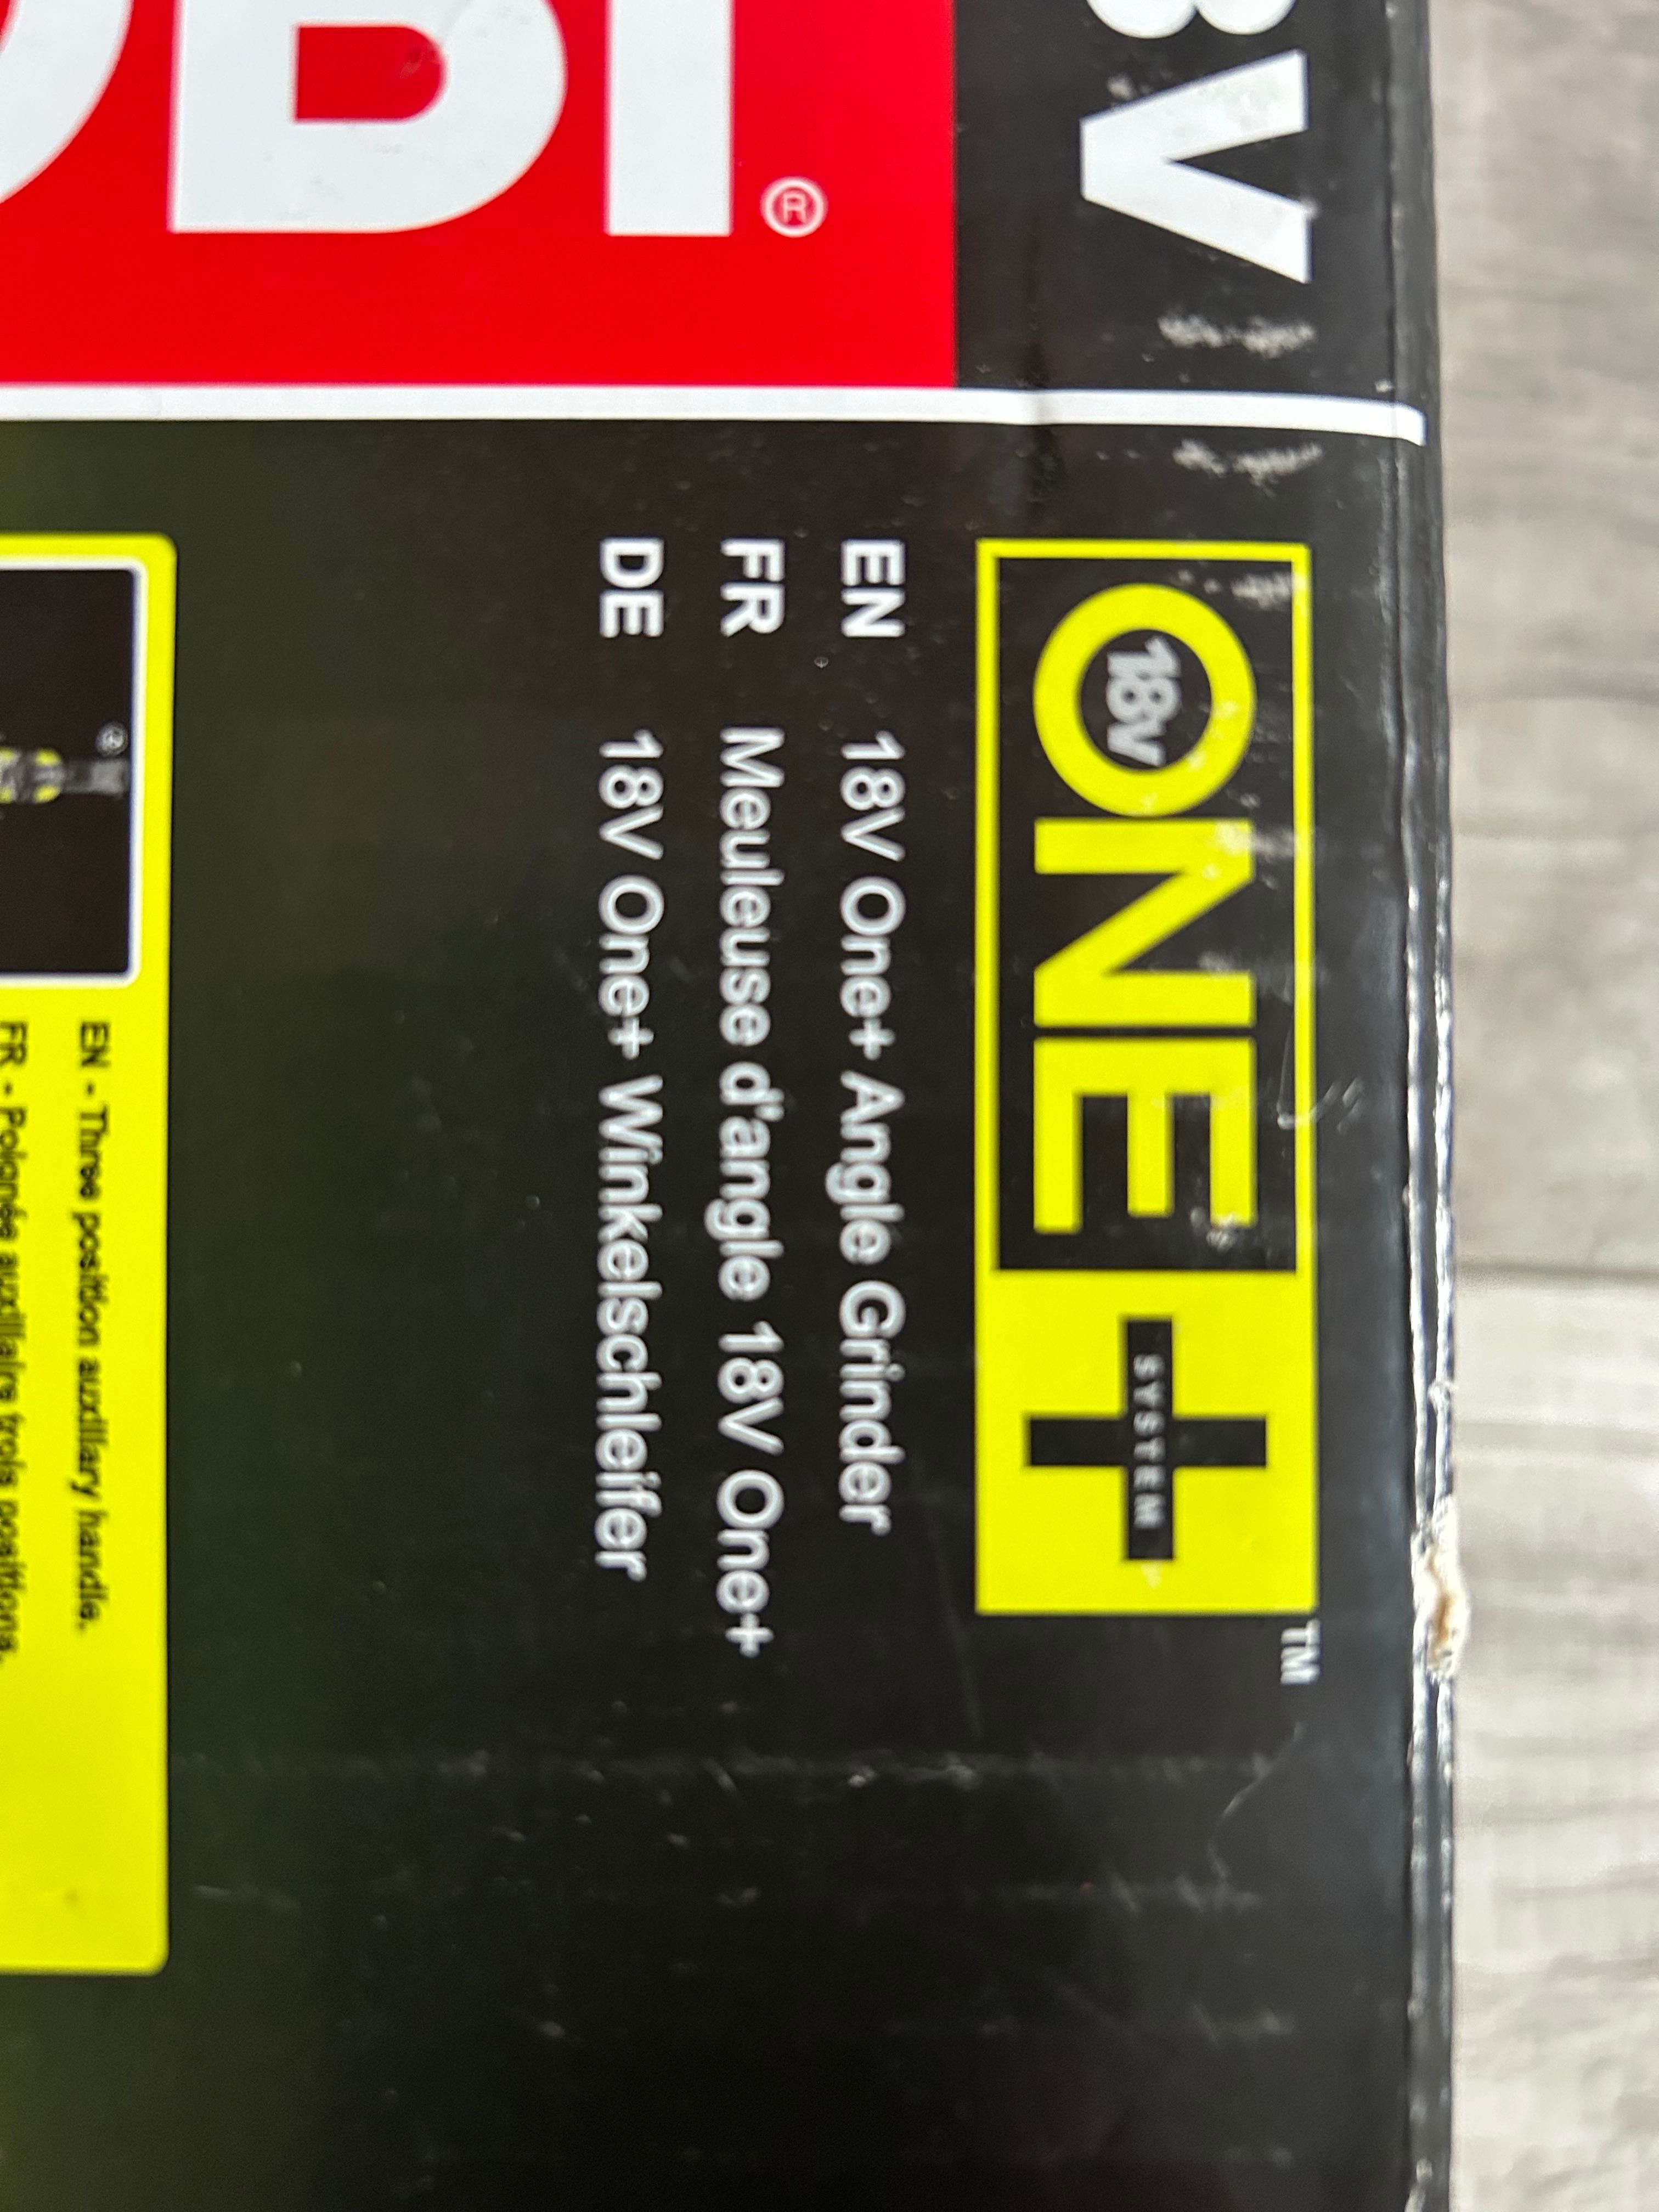 OBI®
8V
18V
ONE+
SYSTEM
TM
EN 18V One+ Angle Grinder
FR Meuleuse d'angle 18V One+
DE 18V One+ Winkelschleifer
EN - Three position auxiliary handle.
FR - Poignée auxiliaire trois positions.